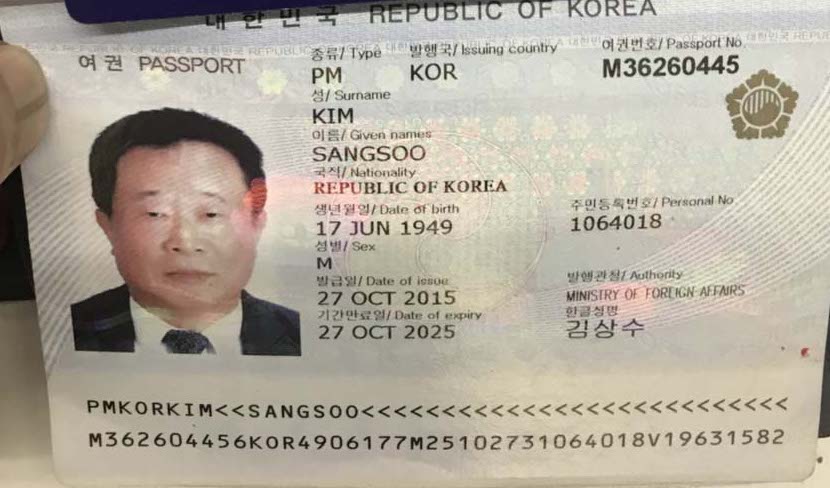 대한민국 REPUBLIC OF KOREA
여권 PASSPORT
종류/ Type 발행국/ Issuing country 여권번호/ Passport No.
PM KOR M36260445
성/ Surname
KIM
이름/ Given names
SANGSOO
국적/ Nationality
REPUBLIC OF KOREA
생년월일/ Date of birth 주민등록번호/ Personal No.
17 JUN 1949 1064018
성별/ Sex
M
발급일/ Date of issue 발행관청/ Authority
27 OCT 2015 MINISTRY OF FOREIGN AFFAIRS
기간만료일/ Date of expiry 한글성명
27 OCT 2025 김상수
PMKORKIM<<SANGSOO<<<<<<<<<<<<<<<<<<<<<<<<<<<
M362604456KOR4906177M25102731064018V19631582